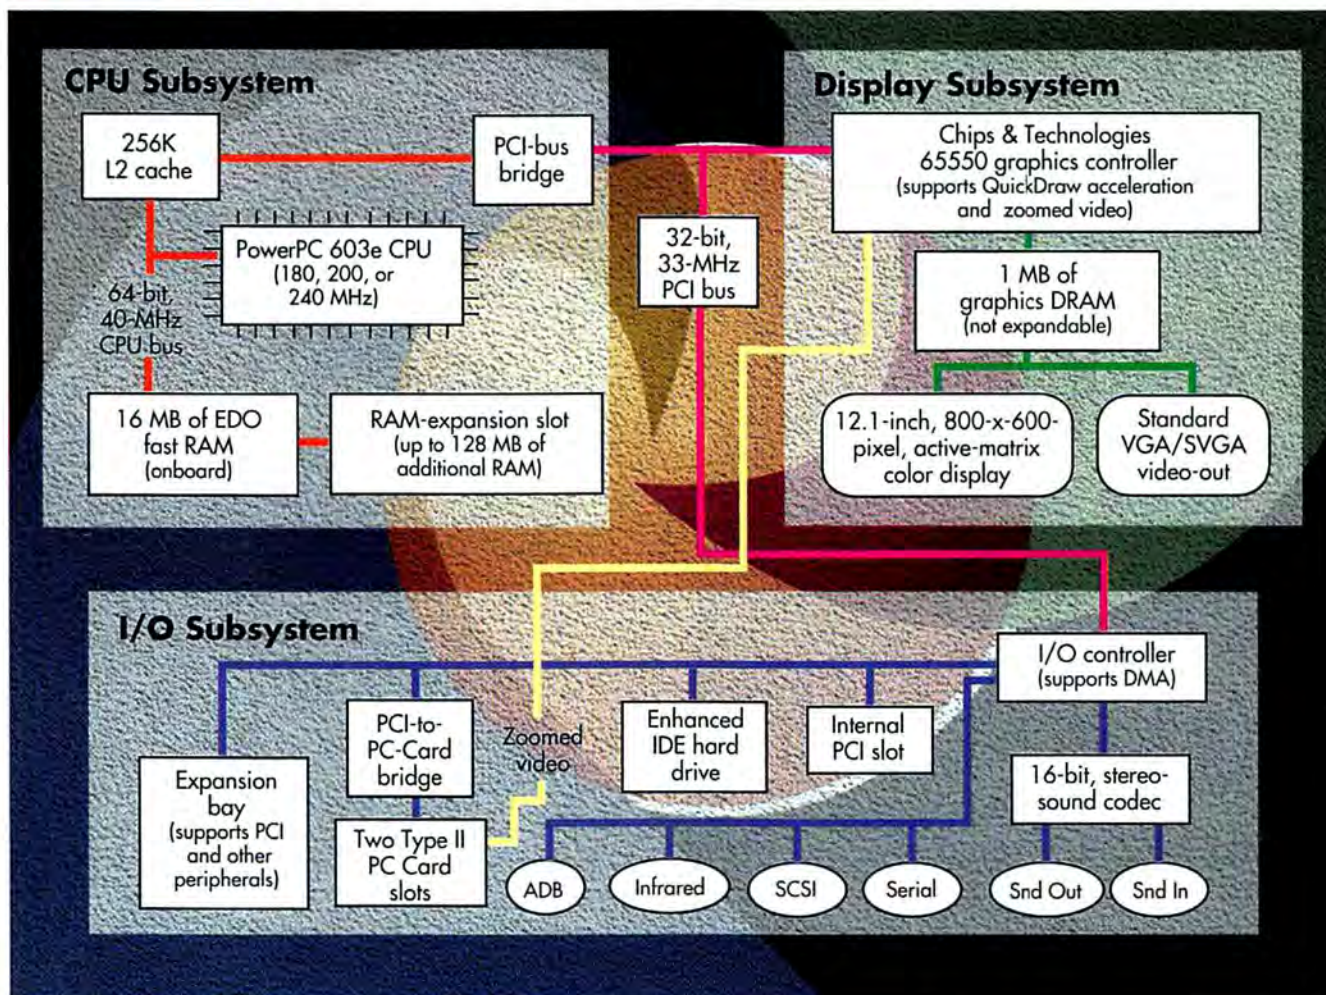 CPU Subsystem
256K
L2 cache
PCI-bus
bridge
PowerPC 603e CPU
(180, 200, or
240 MHz)
64-bit,
40-MHz
CPU bus
16 MB of EDO
fast RAM
(onboard)
RAM-expansion slot
(up to 128 MB of
additional RAM)
32-bit,
33-MHz
PCI bus
Display Subsystem
Chips & Technologies
65550 graphics controller
(supports QuickDraw acceleration
and zoomed video)
1 MB of
graphics DRAM
(not expandable)
12.1-inch, 800-x-600-
pixel, active-matrix
color display
Standard
VGA/SVGA
video-out
I/O Subsystem
I/O controller
(supports DMA)
Expansion
bay
(supports PCI
and other
peripherals)
PCI-to-
PC-Card
bridge
Two Type II
PC Card
slots
Zoomed
video
Enhanced
IDE hard
drive
Internal
PCI slot
16-bit, stereo-
sound codec
ADB
Infrared
SCSI
Serial
Snd Out
Snd In